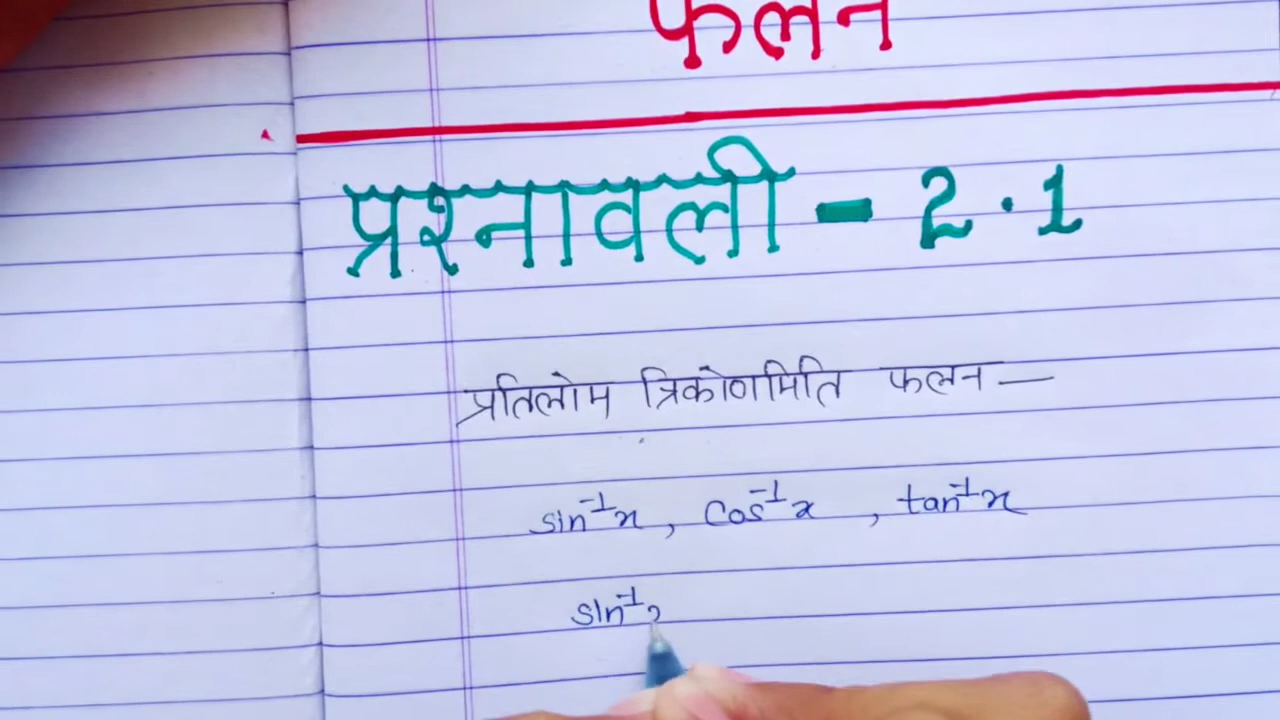 फलन
प्रश्नावली - 2.1
प्रतिलोम त्रिकोणमिति फलन —
sin⁻¹x , cos⁻¹x , tan⁻¹x
sin⁻¹